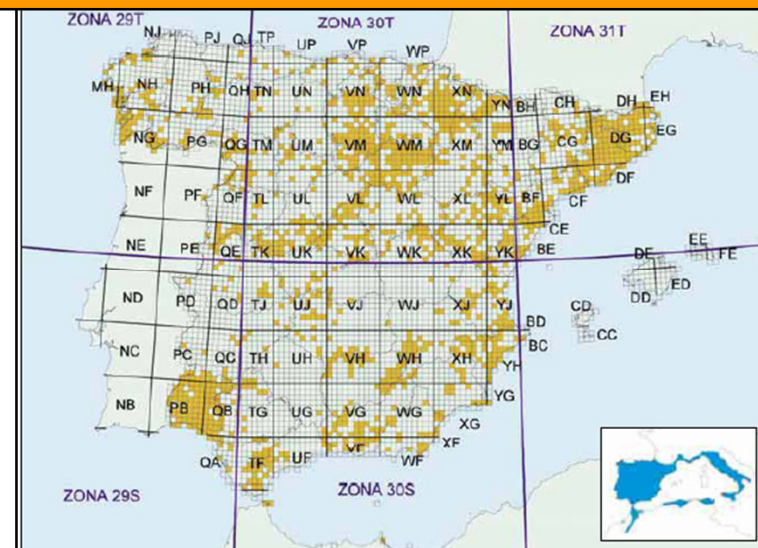 ZONA 29T ZONA 30T ZONA 31T
NJ PJ QJ TP UP VP WP
MH NH PH QH TN UN VN WN XN YN BH CH DH EH
NG PG QG TM UM VM WM XM YM BG CG DG EG
NF PF QF TL UL VL WL XL YL BF CF DF
CE
NE PE QE TK UK VK WK XK YK BE DE EE FE
ND PD QD TJ UJ VJ WJ XJ YJ BD CD DD ED
NC PC QC TH UH VH WH XH YH BC CC
NB PB QB TG UG VG WG XG YG
QA TF UF VF WF XF
ZONA 29S ZONA 30S